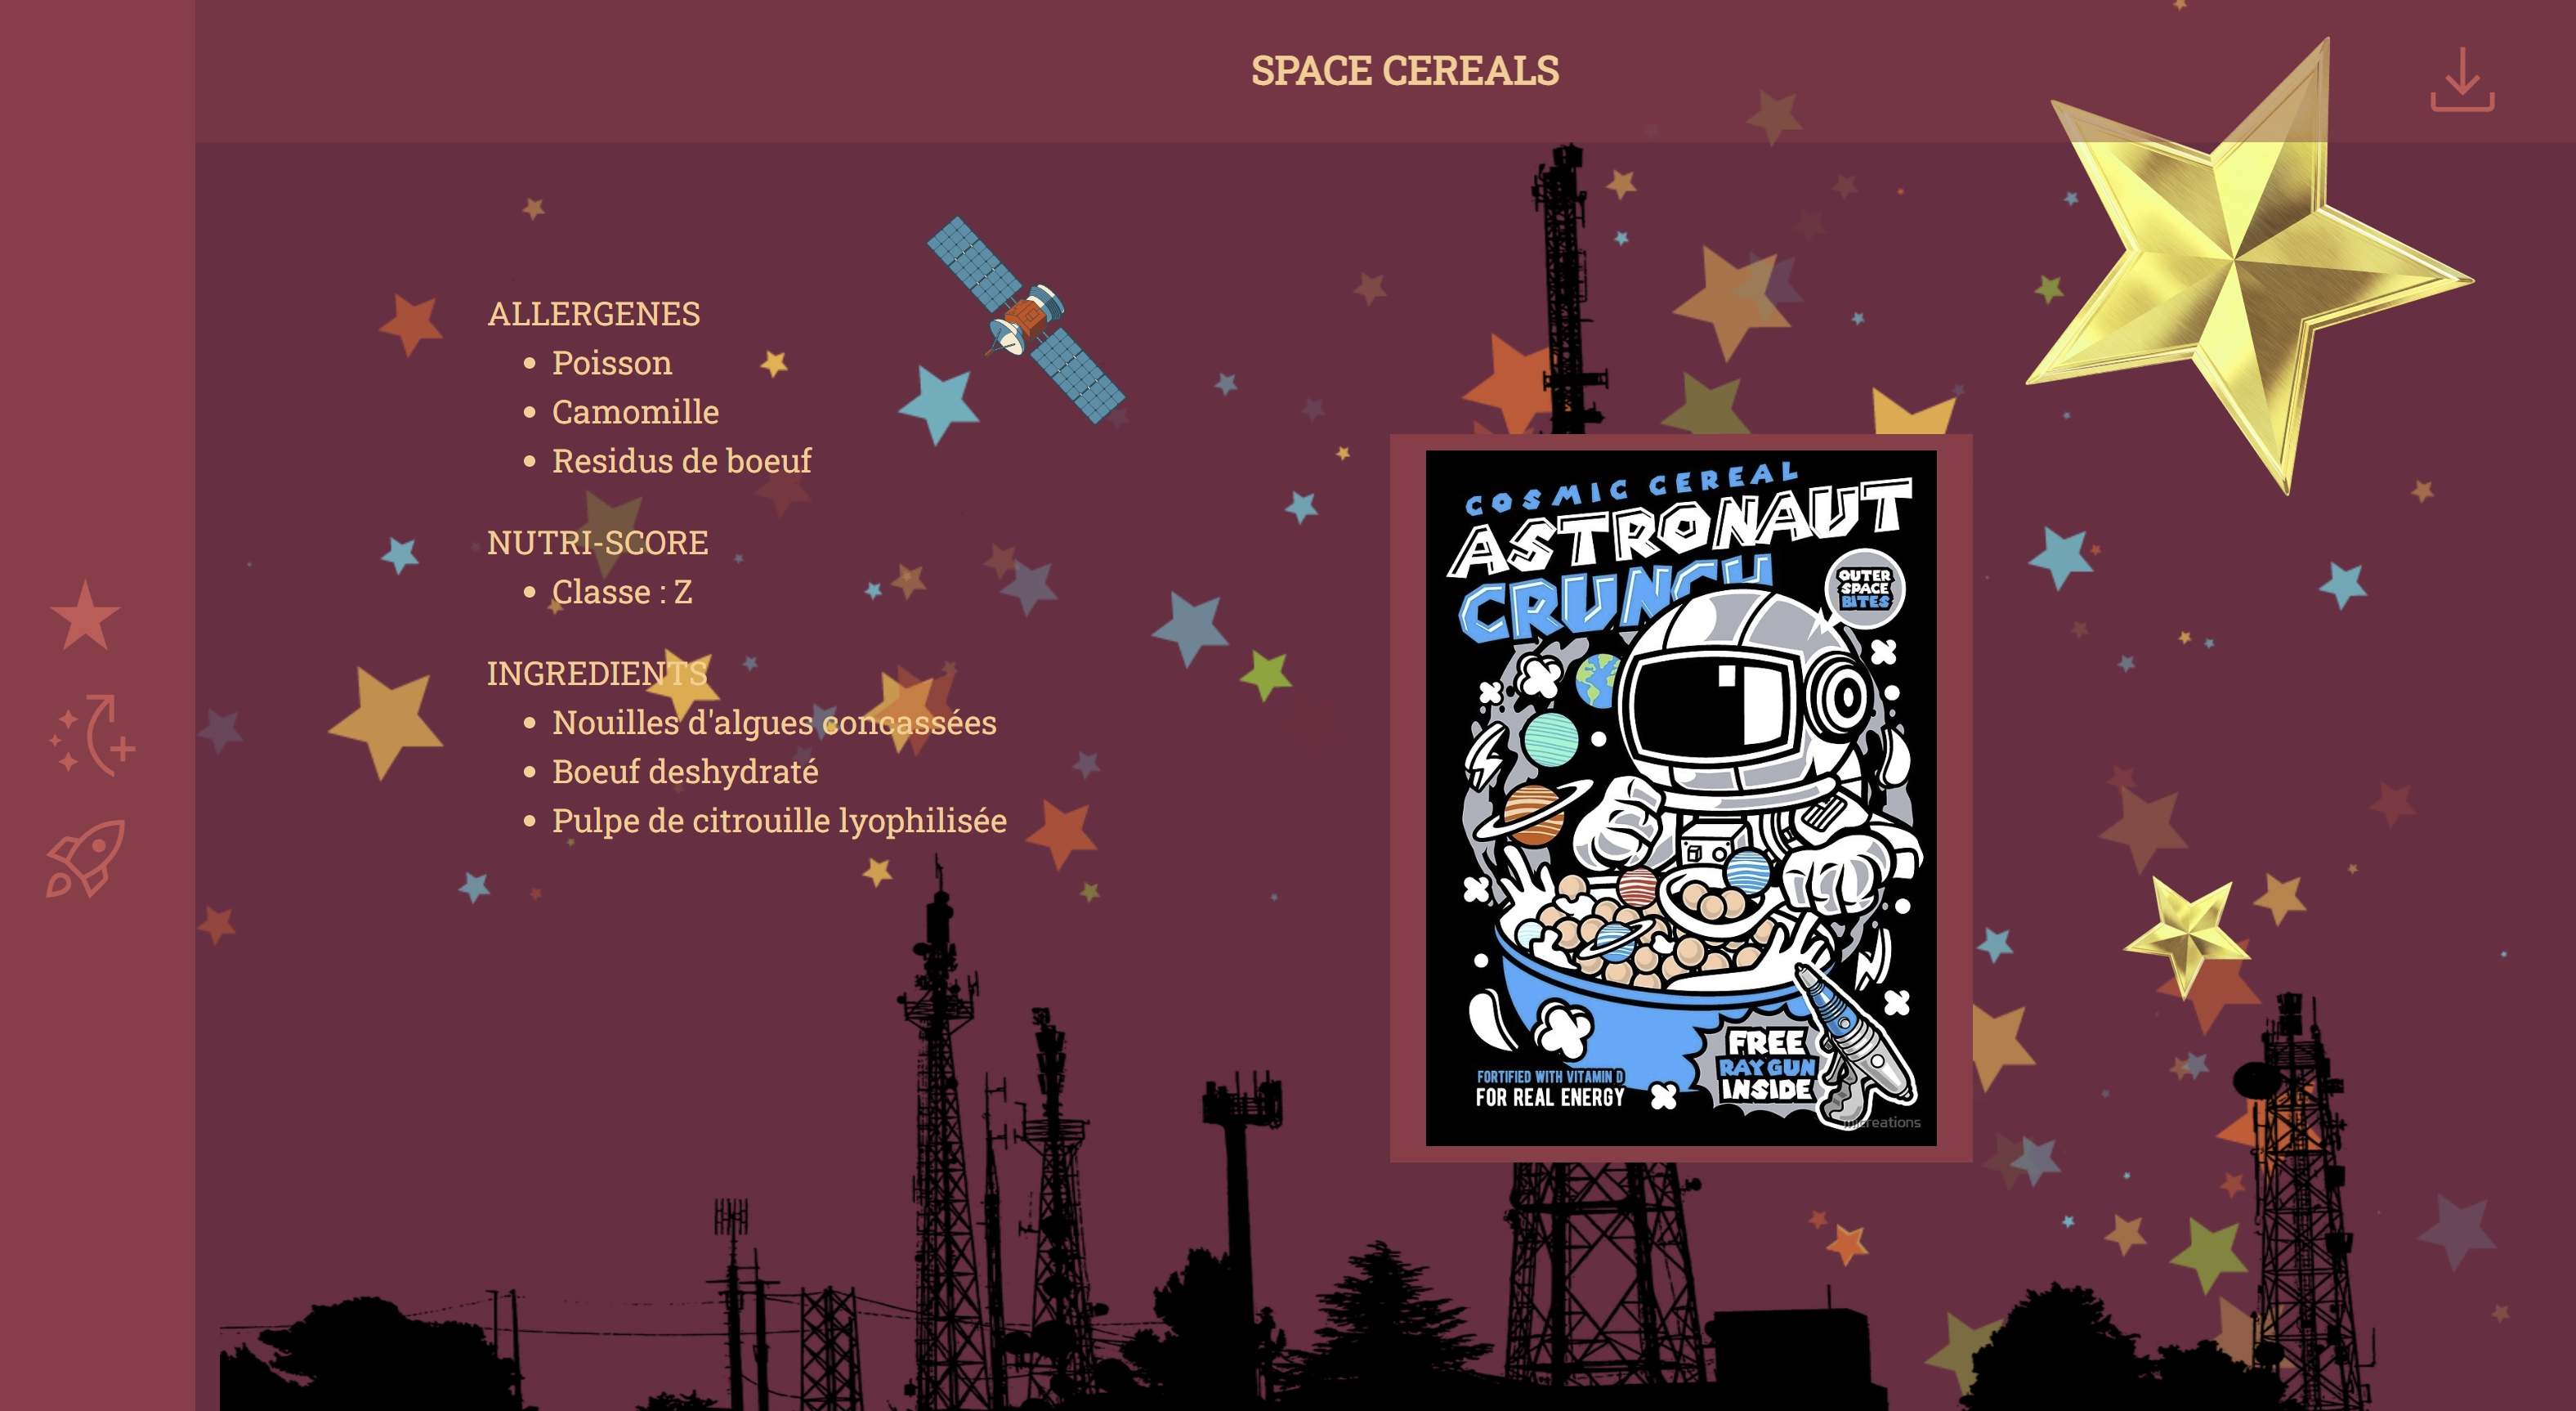 SPACE CEREALS
ALLERGENES
Poisson
Camomille
Residus de boeuf
NUTRI-SCORE
Classe : Z
INGREDIENTS
Nouilles d'algues concassées
Boeuf deshydraté
Pulpe de citrouille lyophilisée
COSMIC CEREAL
ASTRONAUT
CRUNCH
OUTER
SPACE
BITES
FREE
RAY GUN
INSIDE
FORTIFIED WITH VITAMIN D
FOR REAL ENERGY